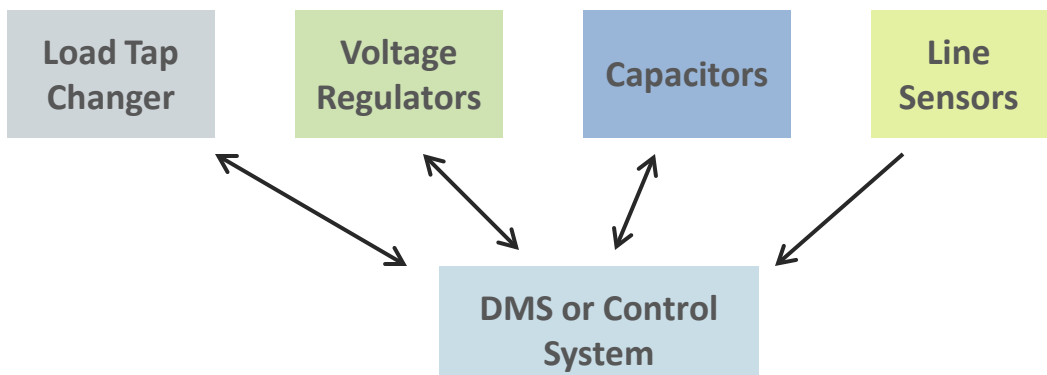 Load Tap
Changer
Voltage
Regulators
Capacitors
Line
Sensors
DMS or Control
System